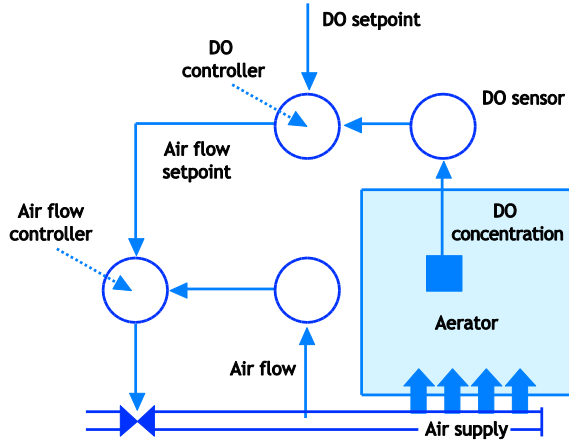 DO setpoint
DO
controller
DO sensor
Air flow
setpoint
Air flow
controller
DO
concentration
Aerator
Air flow
Air supply